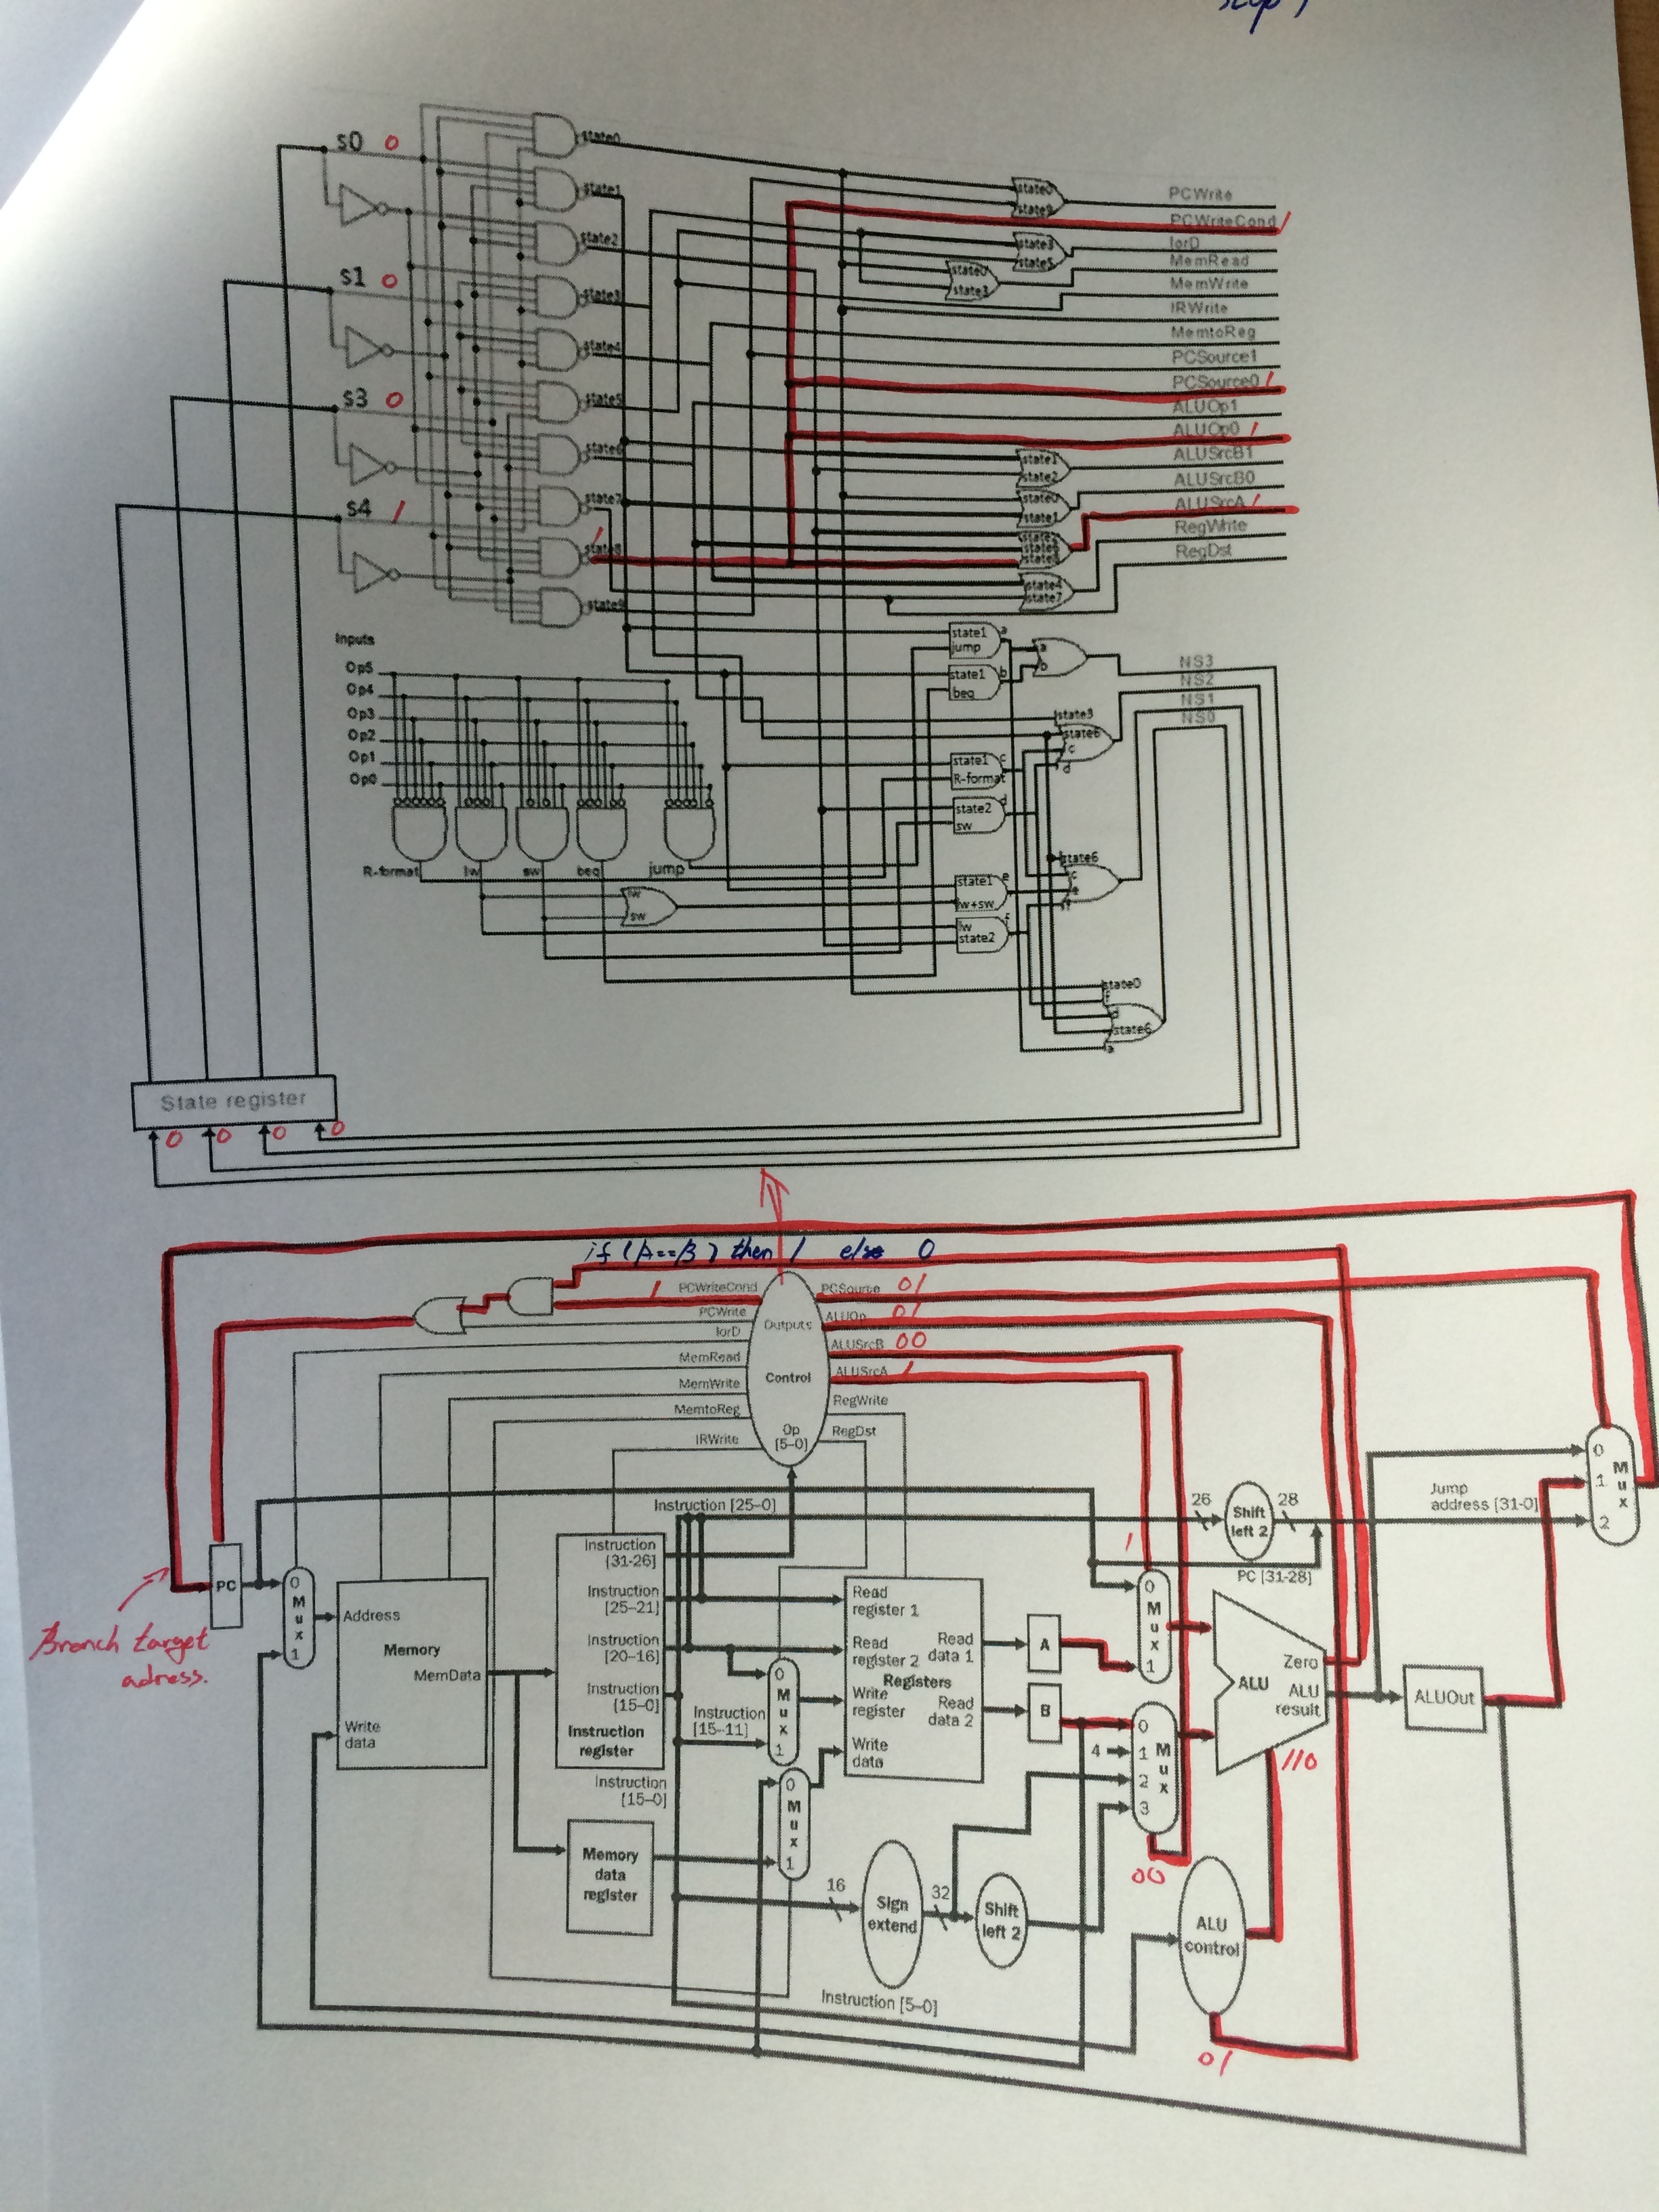 s0 0
state0
state1
PCWrite
state0
state9
PCWriteCond 1
state2
state3
state5
IorD
MemRead
state0
state3
s1 0
state3
MemWrite
IRWrite
state4
MemtoReg
PCSource1
s3 0
state5
PCSource0 1
ALUOp1
state6
ALUOp0 1
state1
state2
ALUSrcB1
ALUSrcB0
state7
state0
state1
s4 1
ALUSrcA 1
RegWrite
1
state8
state6
state8
RegDst
state4
state7
state9
Inputs
state1
jump
a
a
b
Op5
state1
beq
b
NS3
NS2
NS1
NS0
Op4
Op3
Op2
Op1
Op0
state3
state6
c
d
state1
R-format
c
state2
sw
d
R-format
lw
sw
beq
jump
state6
c
e
f
lw
sw
state1
lw+sw
e
lw
state2
f
state0
f
d
state6
a
State register
0 0 0 0
if (A==B) then 1 else 0
1 PCWriteCond
PCSource 01
PCWrite
Outputs
ALUOp 01
IorD
ALUSrcB 00
MemRead
Control
ALUSrcA 1
MemWrite
RegWrite
MemtoReg
Op
[5-0]
RegDst
IRWrite
0
1
2
Mux
Instruction [25-0]
26
Shift
left 2
28
Jump
address [31-0]
1
PC [31-28]
PC
0
Mux
1
Address
Memory
MemData
Write
data
Instruction
[31-26]
Instruction
[25-21]
Instruction
[20-16]
Instruction
[15-0]
Instruction
register
Read
register 1
Read
register 2
Registers
Write
register
Write
data
Read
data 1
Read
data 2
A
B
0
Mux
1
Zero
ALU
ALU
result
ALUOut
Branch target
adress.
0
Mux
1
Instruction
[15-11]
4
0
1
2
3
Mux
110
Instruction
[15-0]
0
Mux
1
Memory
data
register
16
Sign
extend
32
Shift
left 2
00
ALU
control
Instruction [5-0]
01